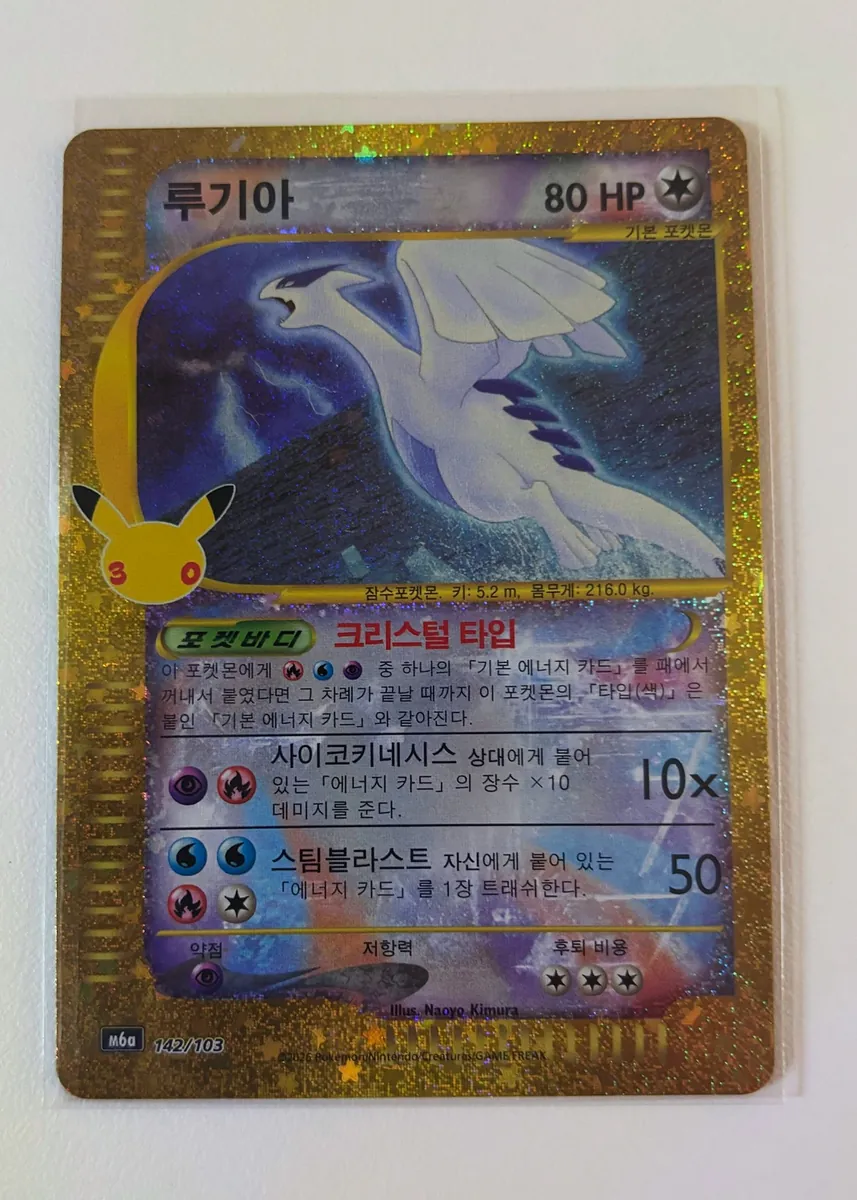 루기아
80 HP
기본 포켓몬
30
잠수포켓몬. 키: 5.2 m, 몸무게: 216.0 kg.
포켓바디 크리스털 타입
이 포켓몬에게 중 하나의 「기본 에너지 카드」를 패에서
꺼내서 붙였다면 그 차례가 끝날 때까지 이 포켓몬의 「타입(색)」은
붙인 「기본 에너지 카드」와 같아진다.
사이코키네시스 상대에게 붙어
있는 「에너지 카드」의 장수 ×10
데미지를 준다.
10x
스팀블라스트 자신에게 붙어 있는
「에너지 카드」를 1장 트래쉬한다.
50
약점 저항력 후퇴 비용
Illus. Naoyo Kimura
m6a 142/103
©2026 Pokémon/Nintendo/Creatures/GAME FREAK